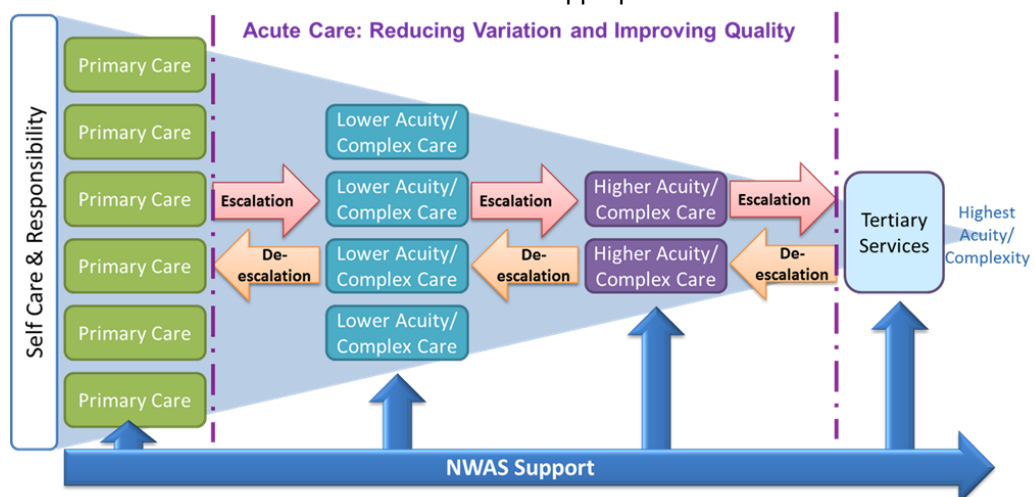 Acute Care: Reducing Variation and Improving Quality
Self Care & Responsibility
Primary Care
Primary Care
Primary Care
Primary Care
Primary Care
Primary Care
Escalation
De-
escalation
Lower Acuity/
Complex Care
Lower Acuity/
Complex Care
Lower Acuity/
Complex Care
Lower Acuity/
Complex Care
Escalation
De-
escalation
Higher Acuity/
Complex Care
Higher Acuity/
Complex Care
Escalation
De-
escalation
Tertiary
Services
Highest
Acuity/
Complexity
NWAS Support